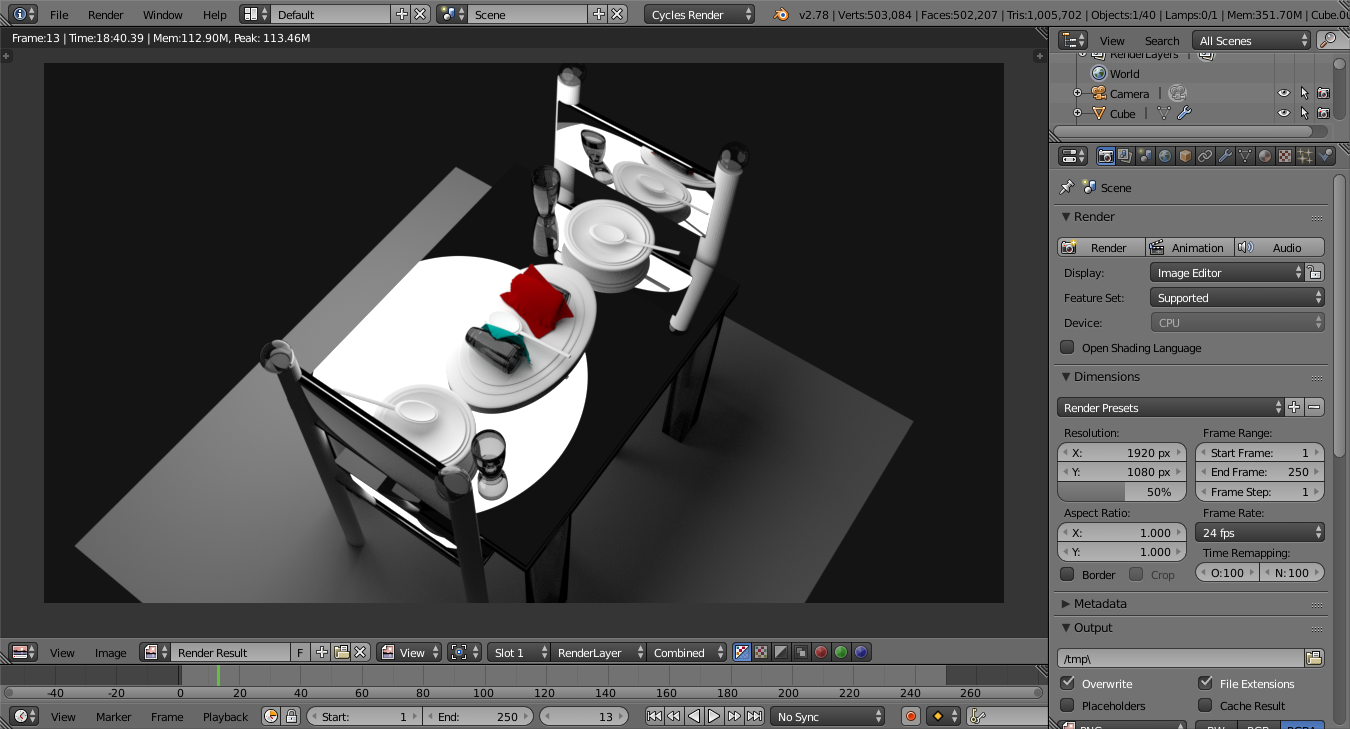 File Render Window Help Default Scene Cycles Render v2.78 | Verts:503,084 | Faces:502,207 | Tris:1,005,702 | Objects:1/40 | Lamps:0/1 | Mem:351.70M | Cube.0
Frame:13 | Time:18:40.39 | Mem:112.90M, Peak: 113.46M
View Search All Scenes
RenderLayers
World
Camera
Cube
Scene
Render
Render Animation Audio
Display: Image Editor
Feature Set: Supported
Device: CPU
Open Shading Language
Dimensions
Render Presets
Resolution: Frame Range:
X: 1920 px Start Frame: 1
Y: 1080 px End Frame: 250
50% Frame Step: 1
Aspect Ratio: Frame Rate:
X: 1.000 24 fps
Y: 1.000 Time Remapping:
Border Crop O:100 N:100
Metadata
Output
/tmp\
Overwrite File Extensions
Placeholders Cache Result
PNG BW RGB RGBA
View Image Render Result F View Slot 1 RenderLayer Combined
-40 -20 0 20 40 60 80 100 120 140 160 180 200 220 240 260
View Marker Frame Playback Start: 1 End: 250 13 No Sync